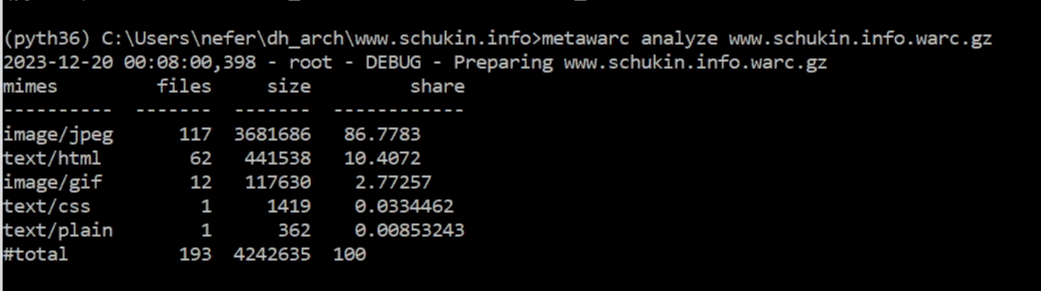 (pyth36) C:\Users\nefer\dh_arch\www.schukin.info>metawarc analyze www.schukin.info.warc.gz
2023-12-20 00:08:00,398 - root - DEBUG - Preparing www.schukin.info.warc.gz
mimes         files     size        share
----------  -------  -------  ------------
image/jpeg      117  3681686   86.7783
text/html        62   441538   10.4072
image/gif        12   117630    2.77257
text/css          1     1419    0.0334462
text/plain        1      362    0.00853243
#total          193  4242635  100